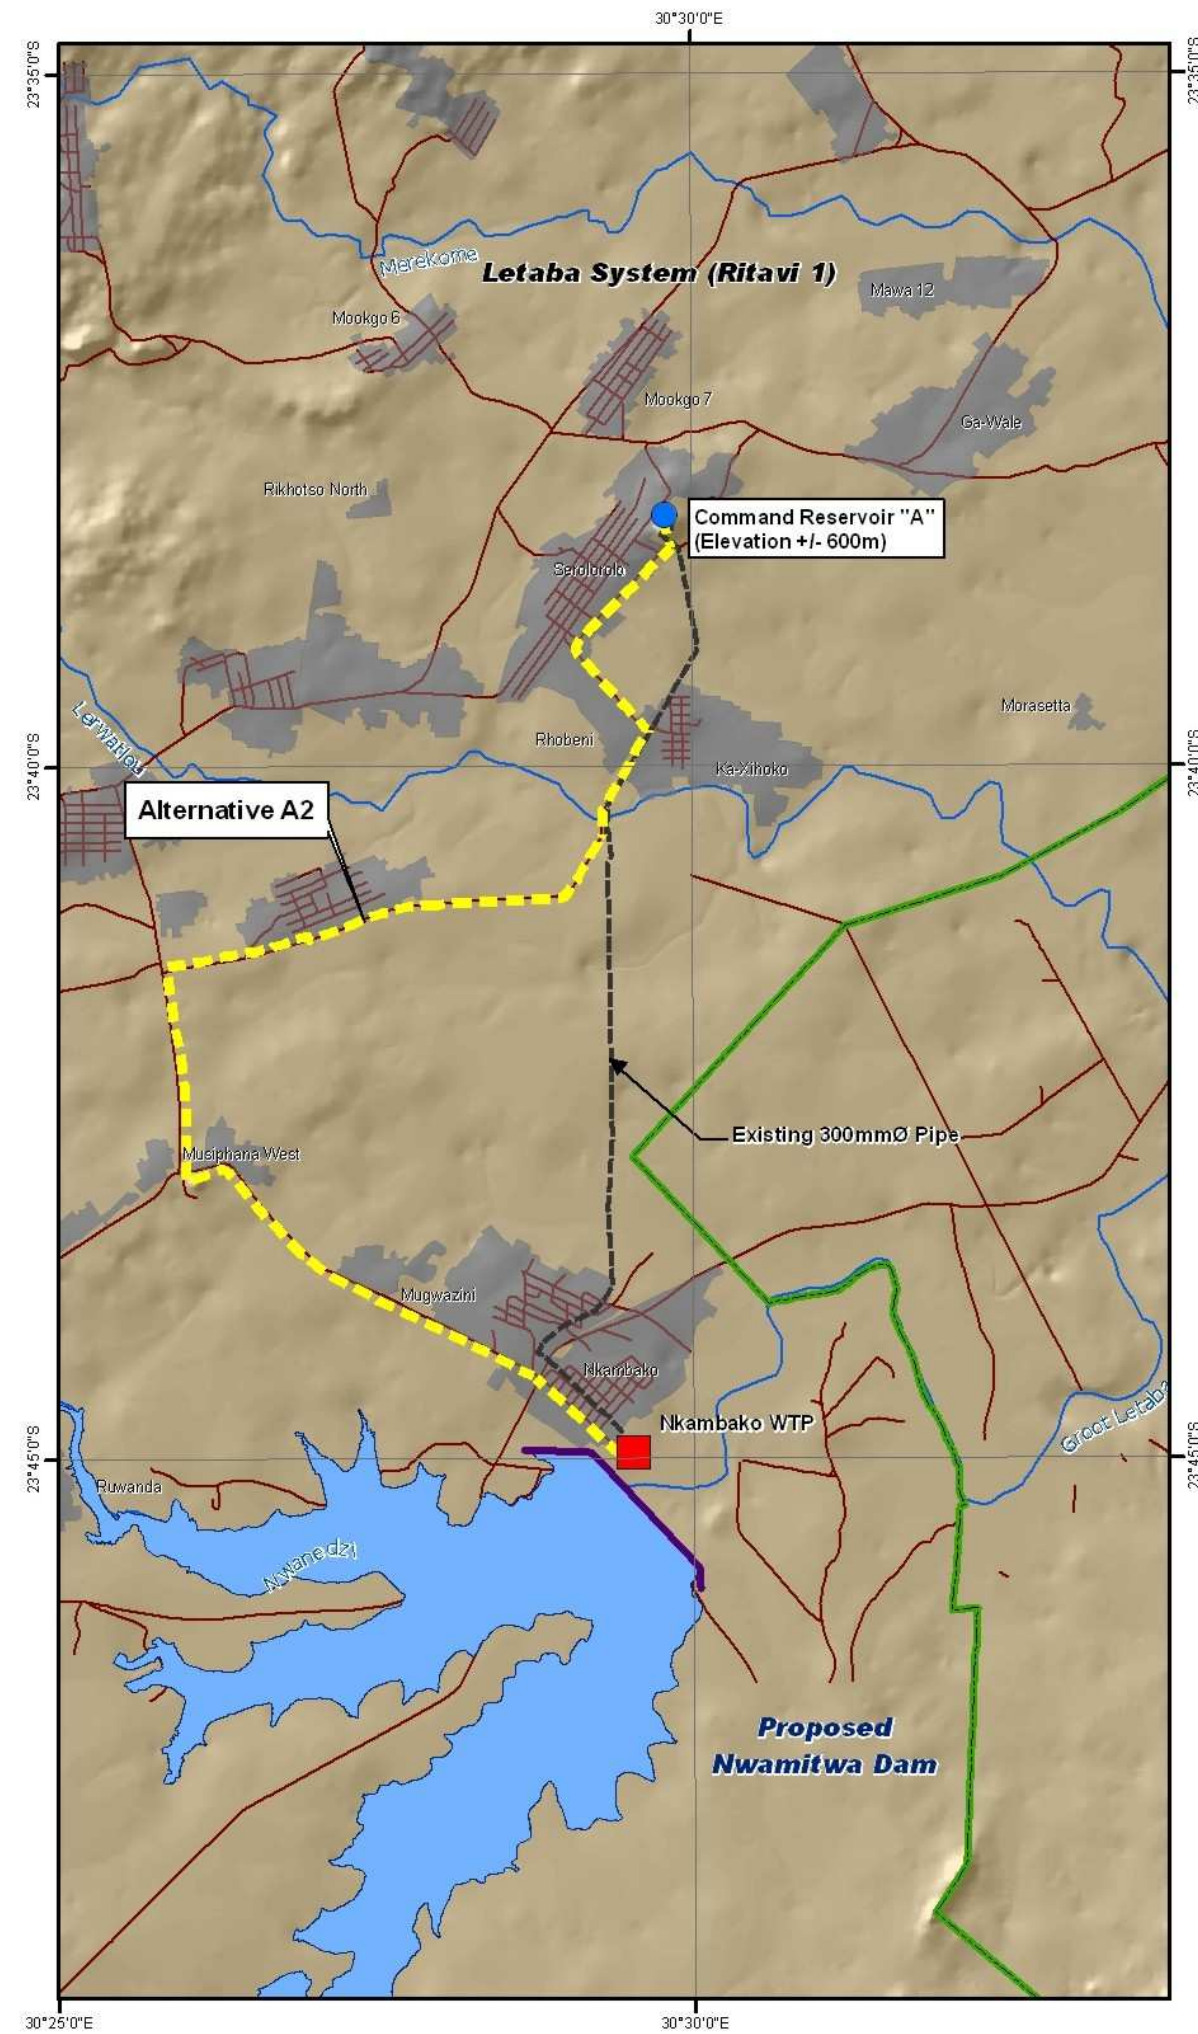 30°30'0"E
23°35'0"S
23°35'0"S
Merekome
Letaba System (Ritavi 1)
Mawa 12
Mookgo 6
Mookgo 7
Ga-Wale
Rikhotso North
Command Reservoir "A"
(Elevation +/- 600m)
Serolorolo
Morasetta
Lerwatlou
Rhobeni
Ka-Xihoko
23°40'0"S
23°40'0"S
Alternative A2
Existing 300mmØ Pipe
Musiphana West
Mugwazini
Nkambako
Nkambako WTP
Groot Letaba
23°45'0"S
23°45'0"S
Ruwanda
Nwanedzi
Proposed
Nwamitwa Dam
30°25'0"E
30°30'0"E